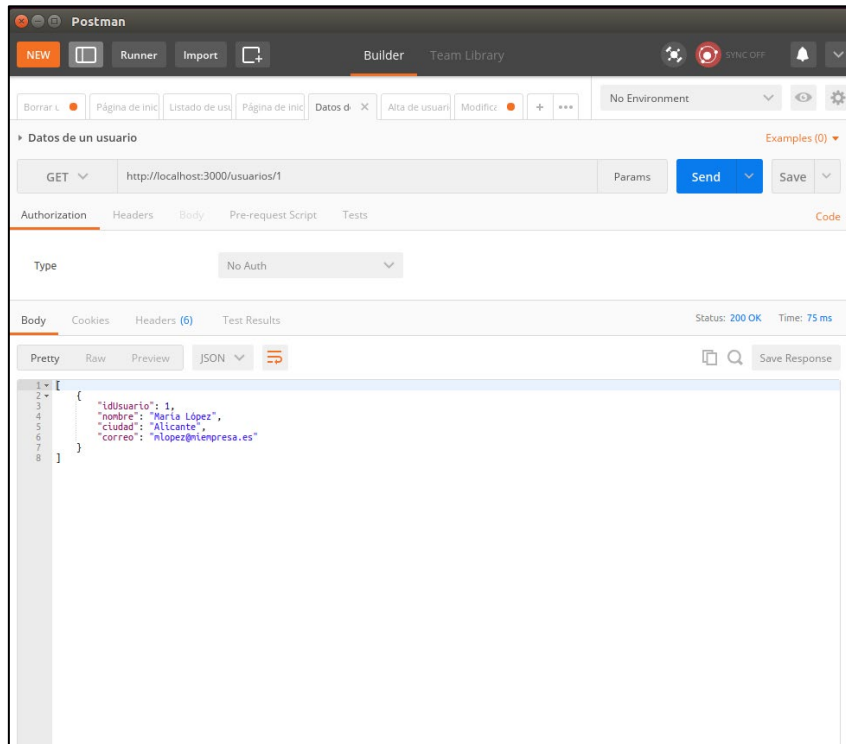 Postman
NEW Runner Import Builder Team Library SYNC OFF
Borrar u Página de inic Listado de usu Página de inic Datos d Alta de usuari Modifica + ••• No Environment
Datos de un usuario Examples (0)
GET http://localhost:3000/usuarios/1 Params Send Save
Authorization Headers Body Pre-request Script Tests Code
Type No Auth
Body Cookies Headers (6) Test Results Status: 200 OK Time: 75 ms
Pretty Raw Preview JSON Save Response
1 [
2 {
3 "idUsuario": 1,
4 "nombre": "María López",
5 "ciudad": "Alicante",
6 "correo": "mlopez@miempresa.es"
7 }
8 ]